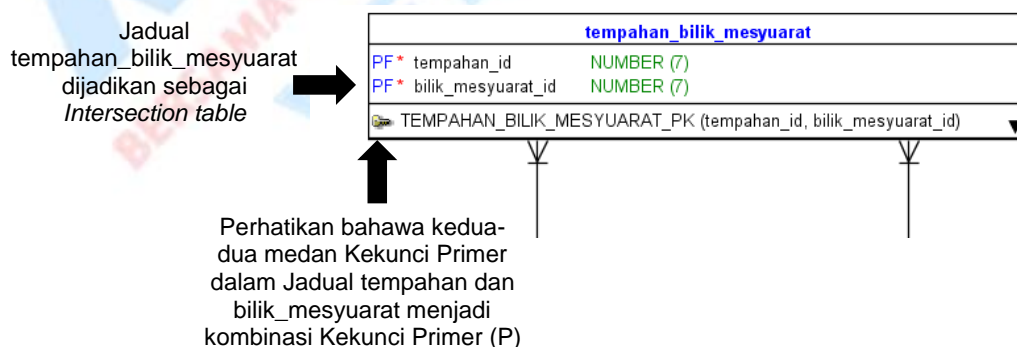 Jadual
tempahan_bilik_mesyuarat
dijadikan sebagai
Intersection table
tempahan_bilik_mesyuarat
PF* tempahan_id NUMBER (7)
PF* bilik_mesyuarat_id NUMBER (7)
TEMPAHAN_BILIK_MESYUARAT_PK (tempahan_id, bilik_mesyuarat_id)
Perhatikan bahawa kedua-
dua medan Kekunci Primer
dalam Jadual tempahan dan
bilik_mesyuarat menjadi
kombinasi Kekunci Primer (P)